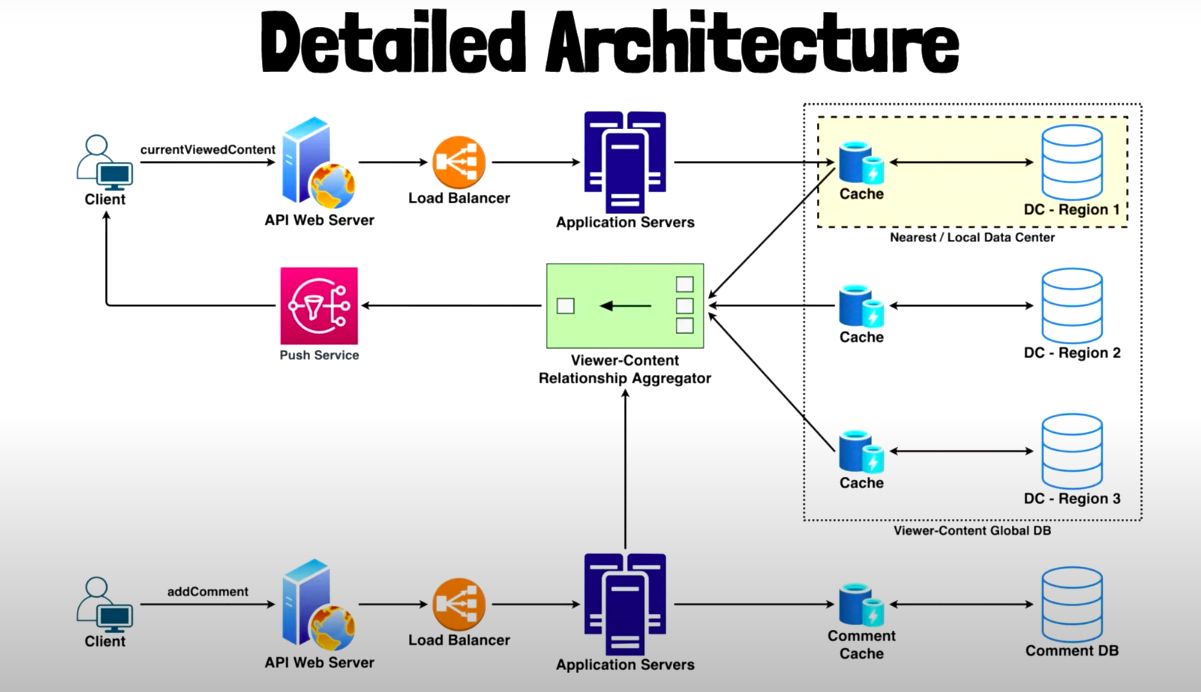 Detailed Architecture
currentViewedContent
Client
API Web Server
Load Balancer
Application Servers
Cache
DC - Region 1
Nearest / Local Data Center
Push Service
Viewer-Content
Relationship Aggregator
Cache
DC - Region 2
Cache
DC - Region 3
Viewer-Content Global DB
addComment
Client
API Web Server
Load Balancer
Application Servers
Comment
Cache
Comment DB